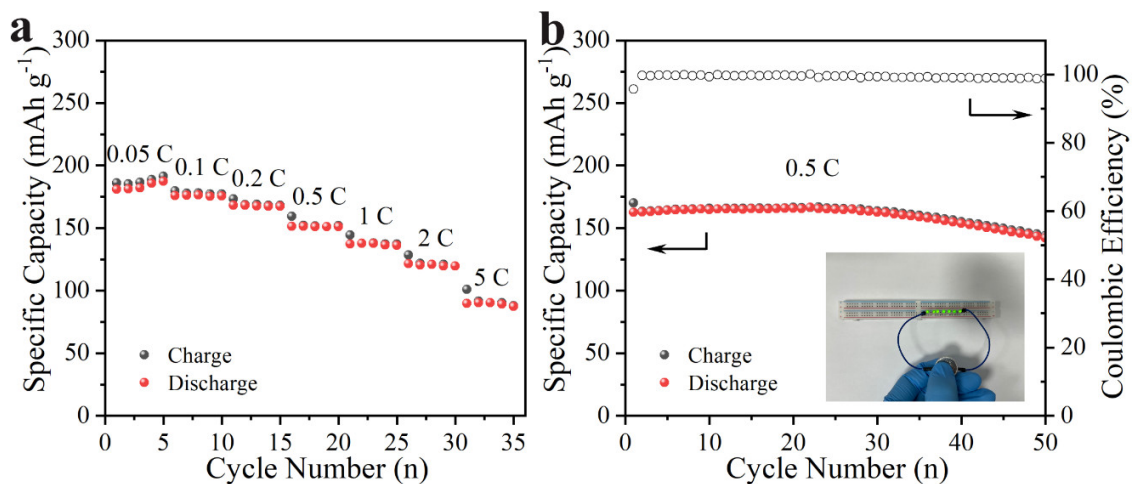 a
300
250
200
150
100
50
0
Specific Capacity (mAh g⁻¹)
0.05 C
0.1 C
0.2 C
0.5 C
1 C
2 C
5 C
Charge
Discharge
0 5 10 15 20 25 30 35
Cycle Number (n)
b
300
250
200
150
100
50
0
Specific Capacity (mAh g⁻¹)
0.5 C
Charge
Discharge
100
80
60
40
20
0
Coulombic Efficiency (%)
0 10 20 30 40 50
Cycle Number (n)